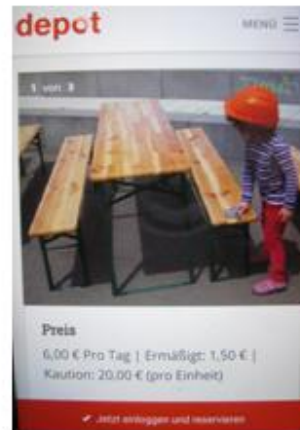 depot
MENÜ
1 von 3
Preis
6,00 € Pro Tag | Ermäßigt: 1,50 € |
Kaution: 20,00 € (pro Einheit)
Jetzt einloggen und reservieren